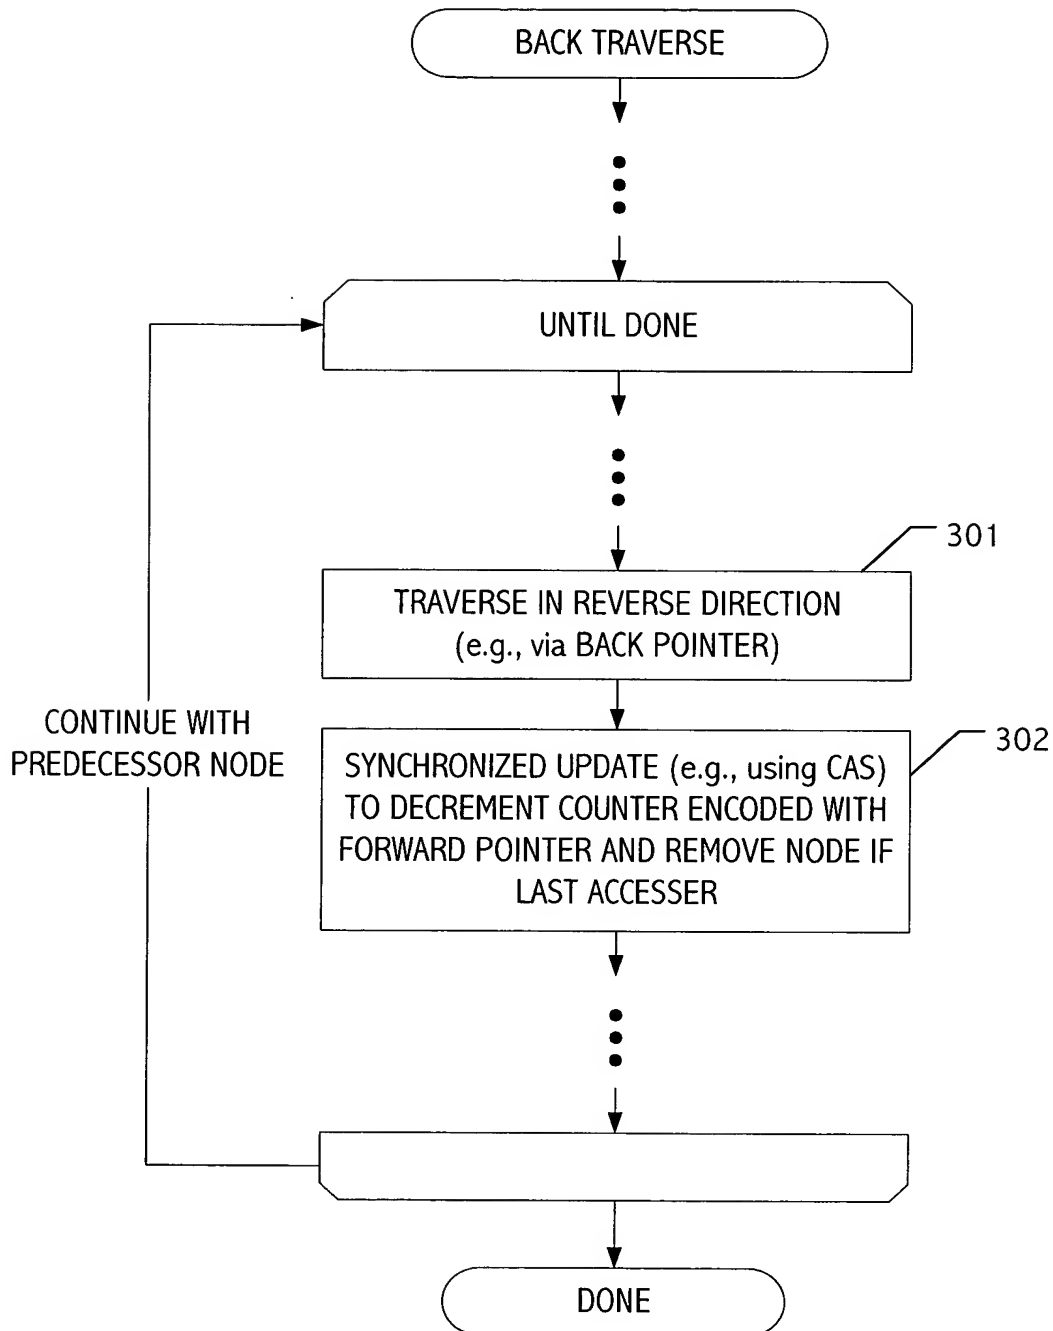 BACK TRAVERSE
UNTIL DONE
301
TRAVERSE IN REVERSE DIRECTION
(e.g., via BACK POINTER)
302
CONTINUE WITH
PREDECESSOR NODE
SYNCHRONIZED UPDATE (e.g., using CAS)
TO DECREMENT COUNTER ENCODED WITH
FORWARD POINTER AND REMOVE NODE IF
LAST ACCESSER
DONE